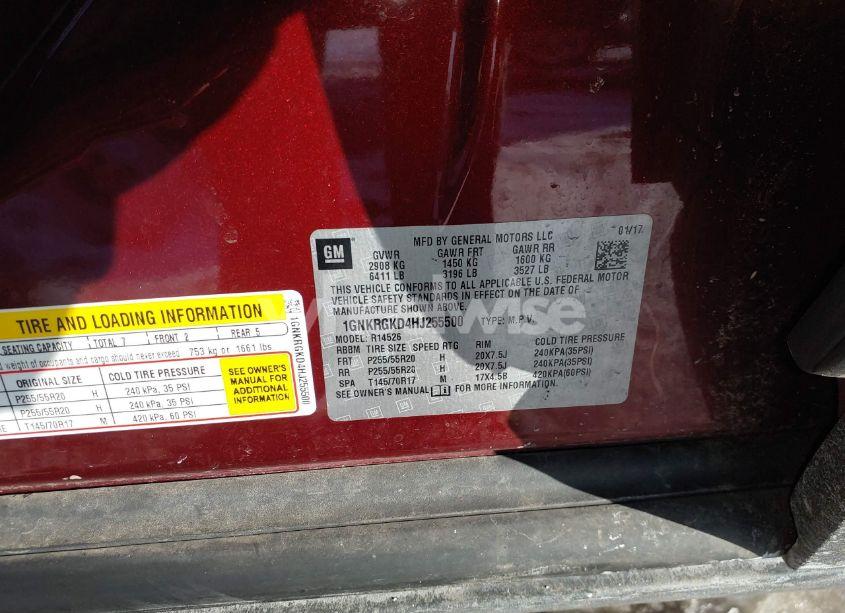 TIRE AND LOADING INFORMATION
SEATING CAPACITY TOTAL 7 FRONT 2 REAR 5
weight of occupants and cargo should never exceed 753 kg or 1661 lbs.
ORIGINAL SIZE COLD TIRE PRESSURE
P255/55R20 H 240 kPa, 35 PSI
P255/55R20 H 240 kPa, 35 PSI
T145/70R17 M 420 kPa, 60 PSI
SEE OWNER'S
MANUAL FOR
ADDITIONAL
INFORMATION
GM
MFD BY GENERAL MOTORS LLC 01/17
GVWR GAWR FRT GAWR RR
2908 KG 1450 KG 1600 KG
6411 LB 3196 LB 3527 LB
THIS VEHICLE CONFORMS TO ALL APPLICABLE U.S. FEDERAL MOTOR
VEHICLE SAFETY STANDARDS IN EFFECT ON THE DATE OF
MANUFACTURE SHOWN ABOVE.
1GNKRGKD4HJ255500 TYPE: M.P.V.
MODEL: R14526
RBBM TIRE SIZE SPEED RTG RIM COLD TIRE PRESSURE
FRT P255/55R20 H 20X7.5J 240KPA(35PSI)
RR P255/55R20 H 20X7.5J 240KPA(35PSI)
SPA T145/70R17 M 17X4.5B 420KPA(60PSI)
SEE OWNER'S MANUAL FOR MORE INFORMATION.